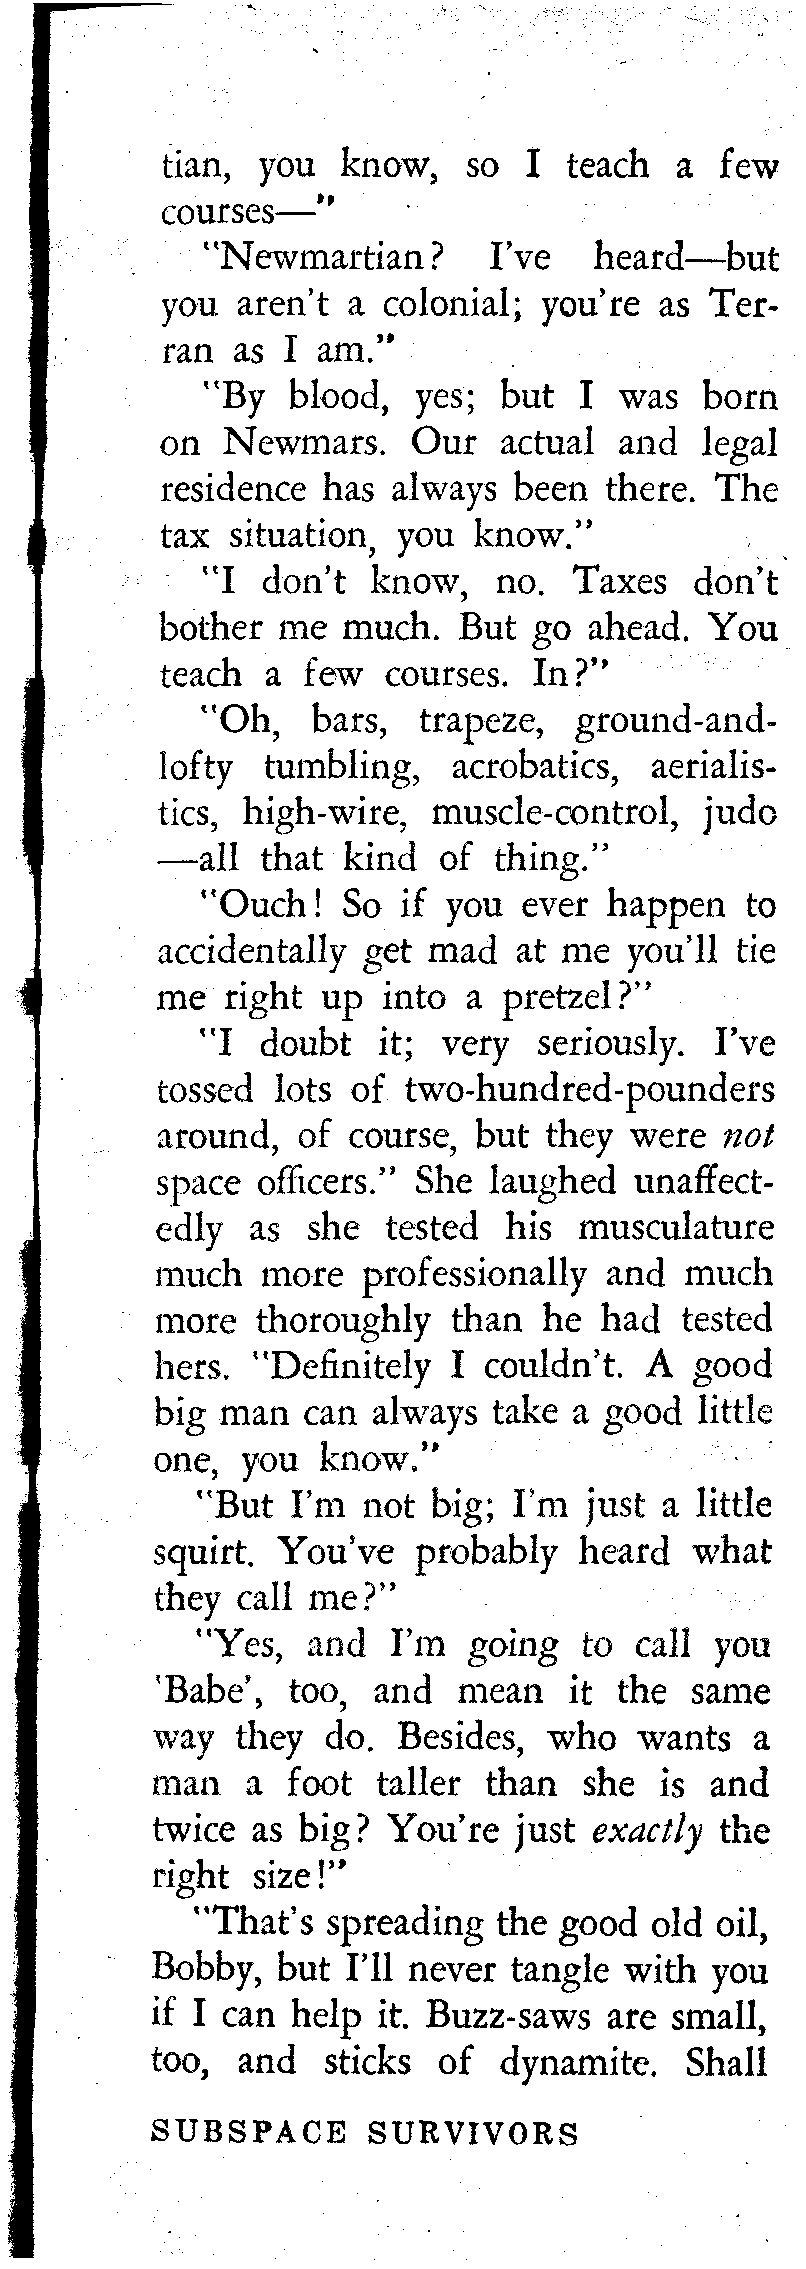 tian, you know, so I teach a few
courses—"
"Newmartian? I've heard—but
you aren't a colonial; you're as Ter-
ran as I am."
"By blood, yes; but I was born
on Newmars. Our actual and legal
residence has always been there. The
tax situation, you know."
"I don't know, no. Taxes don't
bother me much. But go ahead. You
teach a few courses. In?"
"Oh, bars, trapeze, ground-and-
lofty tumbling, acrobatics, aerialis-
tics, high-wire, muscle-control, judo
—all that kind of thing."
"Ouch! So if you ever happen to
accidentally get mad at me you'll tie
me right up into a pretzel?"
"I doubt it; very seriously. I've
tossed lots of two-hundred-pounders
around, of course, but they were not
space officers." She laughed unaffect-
edly as she tested his musculature
much more professionally and much
more thoroughly than he had tested
hers. "Definitely I couldn't. A good
big man can always take a good little
one, you know."
"But I'm not big; I'm just a little
squirt. You've probably heard what
they call me?"
"Yes, and I'm going to call you
'Babe', too, and mean it the same
way they do. Besides, who wants a
man a foot taller than she is and
twice as big? You're just exactly the
right size!"
"That's spreading the good old oil,
Bobby, but I'll never tangle with you
if I can help it. Buzz-saws are small,
too, and sticks of dynamite. Shall
SUBSPACE SURVIVORS